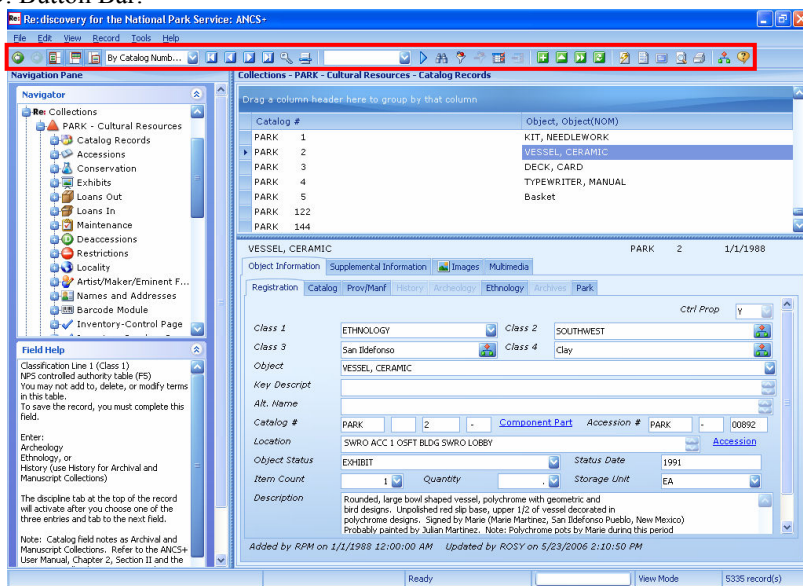 Button Bar:
Re:discovery for the National Park Service: ANCS+
File Edit View Record Tools Help
By Catalog Numb...
Navigation Pane
Collections - PARK - Cultural Resources - Catalog Records
Navigator
Re: Collections
PARK - Cultural Resources
Catalog Records
Accessions
Conservation
Exhibits
Loans Out
Loans In
Maintenance
Deaccessions
Restrictions
Locality
Artist/Maker/Eminent F...
Names and Addresses
Barcode Module
Inventory-Control Page
Drag a column header here to group by that column
Catalog # Object, Object(NOM)
PARK 1 KIT, NEEDLEWORK
PARK 2 VESSEL, CERAMIC
PARK 3 DECK, CARD
PARK 4 TYPEWRITER, MANUAL
PARK 5 Basket
PARK 122
PARK 144
VESSEL, CERAMIC PARK 2 1/1/1988
Object Information Supplemental Information Images Multimedia
Registration Catalog Prov/Manf History Archeology Ethnology Archives Park
Ctrl Prop Y
Class 1 ETHNOLOGY Class 2 SOUTHWEST
Class 3 San Ildefonso Class 4 Clay
Object VESSEL, CERAMIC
Key Descript
Alt. Name
Catalog # PARK 2 - Component Part Accession # PARK - 00892
Location SWRO ACC 1 OSFT BLDG SWRO LOBBY Accession
Object Status EXHIBIT Status Date 1991
Item Count 1 Quantity . Storage Unit EA
Description Rounded, large bowl shaped vessel, polychrome with geometric and
bird designs. Unpolished red slip base, upper 1/2 of vessel decorated in
polychrome designs. Signed by Marie (Marie Martinez, San Ildefonso Pueblo, New Mexico)
Probably painted by Julian Martinez. Note: Polychrome pots by Marie during this period
Added by RPM on 1/1/1988 12:00:00 AM Updated by ROSY on 5/23/2006 2:10:50 PM
Field Help
Classification Line 1 (Class 1)
NPS controlled authority table (F5)
You may not add to, delete, or modify terms
in this table.
To save the record, you must complete this
field.
Enter:
Archeology
Ethnology, or
History (use History for Archival and
Manuscript Collections)
The discipline tab at the top of the record
will activate after you choose one of the
three entries and tab to the next field.
Note: Catalog field notes as Archival and
Manuscript Collections. Refer to the ANCS+
User Manual, Chapter 2, Section II and the
Ready View Mode 5335 record(s)